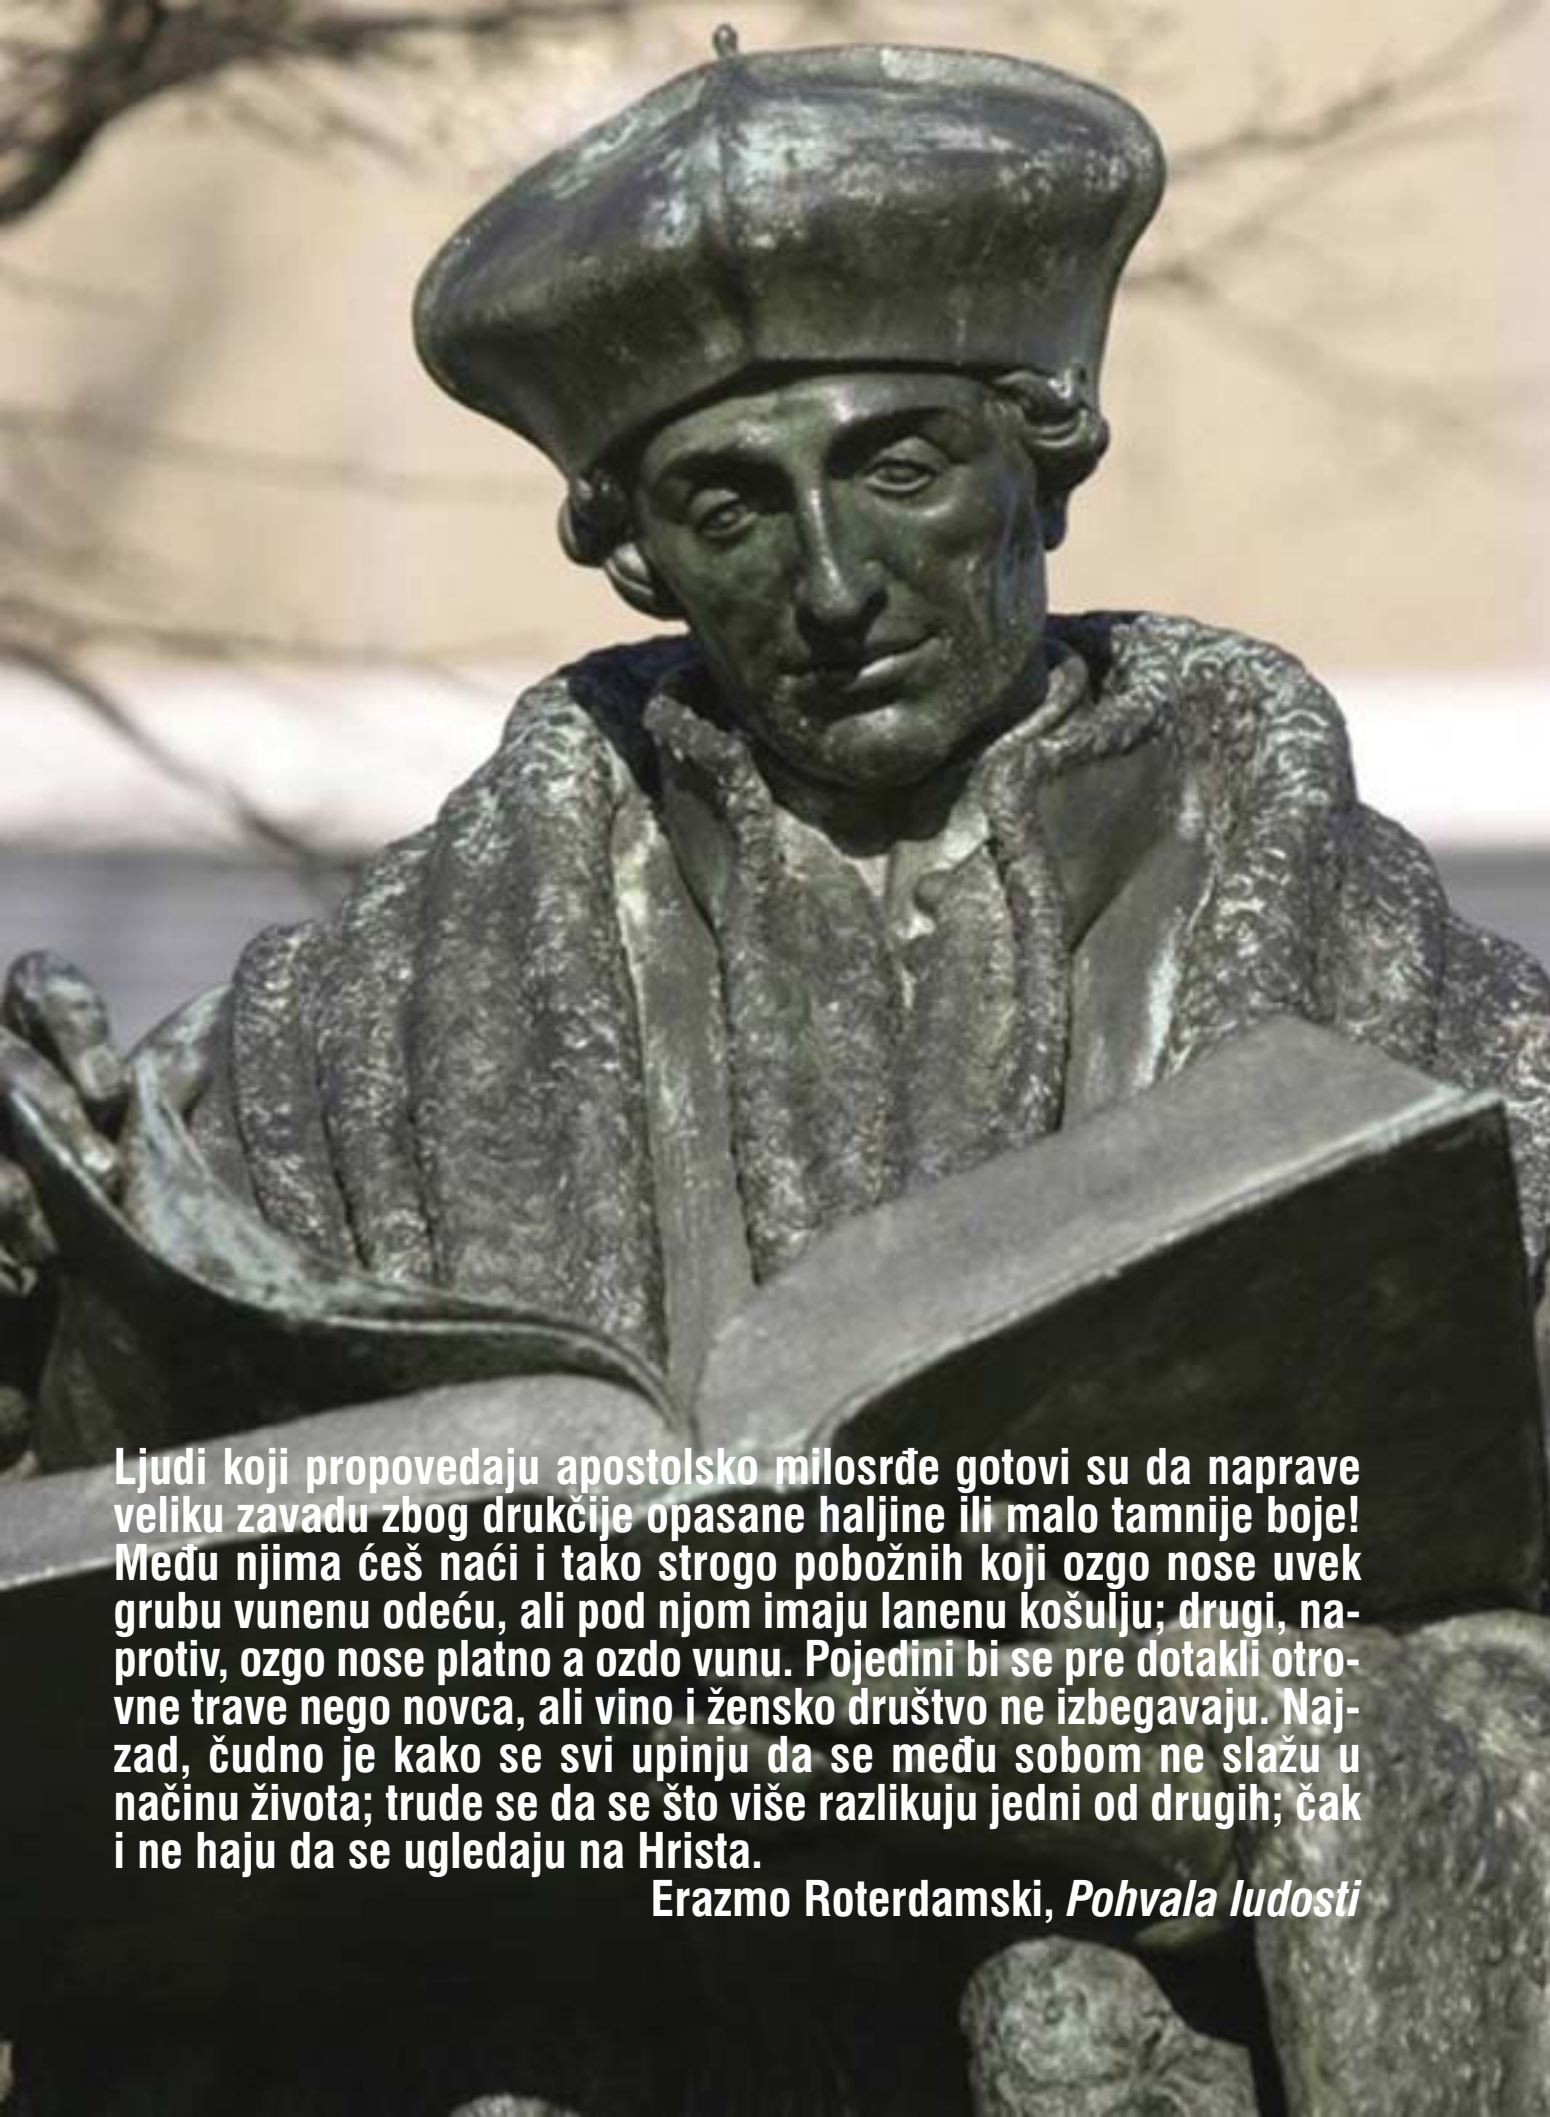 Ljudi koji propovedaju apostolsko milosrđe gotovi su da naprave
veliku zavadu zbog drukčije opasane haljine ili malo tamnije boje!
Među njima ćeš naći i tako strogo pobožnih koji ozgo nose uvek
grubu vunenu odeću, ali pod njom imaju lanenu košulju; drugi, na-
protiv, ozgo nose platno a ozdo vunu. Pojedini bi se pre dotakli otro-
vne trave nego novca, ali vino i žensko društvo ne izbegavaju. Naj-
zad, čudno je kako se svi upinju da se među sobom ne slažu u
načinu života; trude se da se što više razlikuju jedni od drugih; čak
i ne haju da se ugledaju na Hrista.
Erazmo Roterdamski, Pohvala ludosti